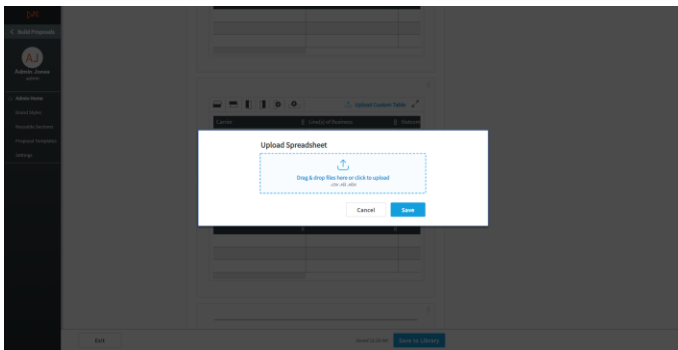 < Build Proposals
AJ
Admin Jonas
admin
Admin Home
Brand Styles
Reusable Sections
Proposal Templates
Settings
Upload Custom Table
Carrier
Line(s) of Business
Upload Spreadsheet
Drag & drop files here or click to upload
.csv .xls .xlsx
Cancel
Save
Exit
Save to Library